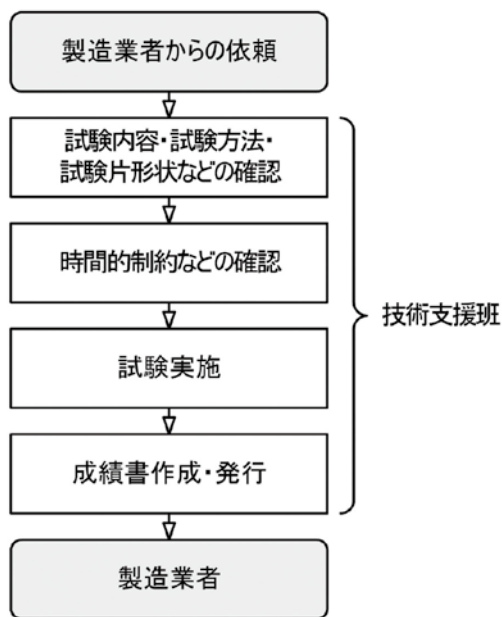 製造業者からの依頼
試験内容・試験方法・
試験片形状などの確認
時間的制約などの確認
試験実施
成績書作成・発行
製造業者
技術支援班